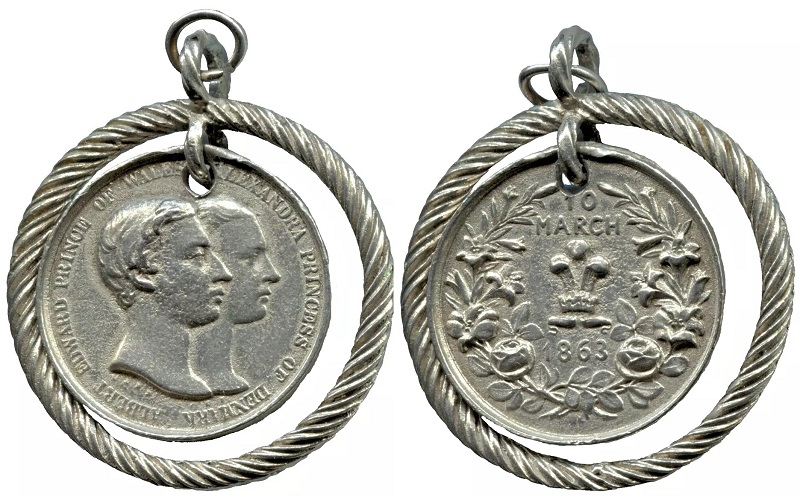 ALBERT EDWARD PRINCE OF WALES
ALEXANDRA PRINCESS OF DENMARK
10
MARCH
1863